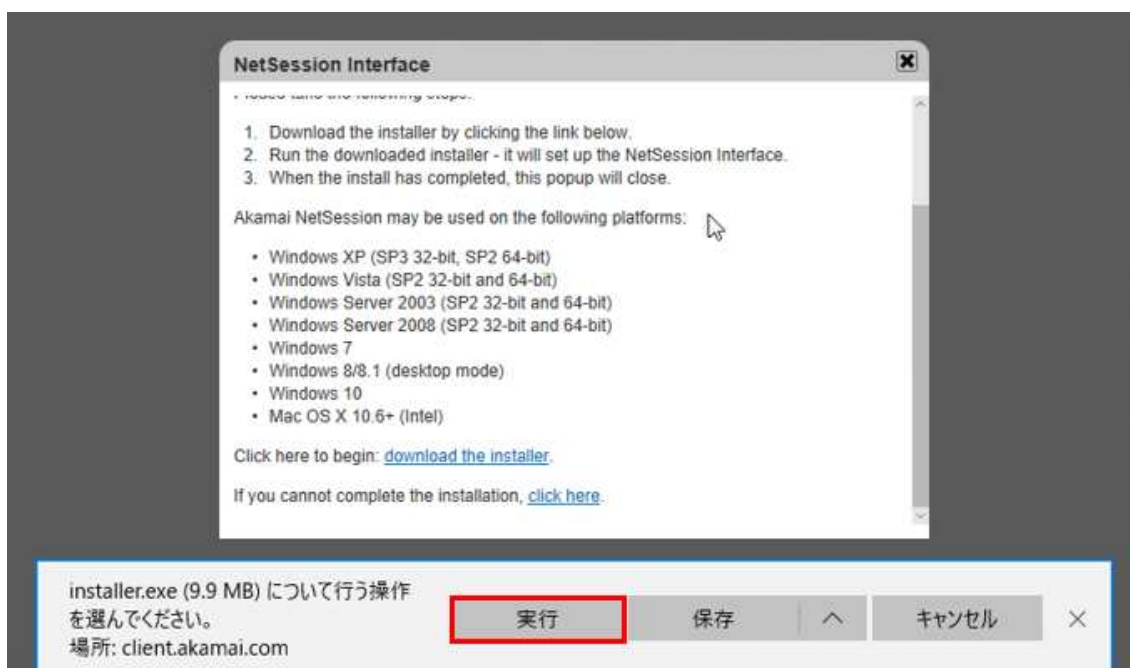 NetSession Interface
1. Download the installer by clicking the link below.
2. Run the downloaded installer - it will set up the NetSession Interface.
3. When the install has completed, this popup will close.
Akamai NetSession may be used on the following platforms:
• Windows XP (SP3 32-bit, SP2 64-bit)
• Windows Vista (SP2 32-bit and 64-bit)
• Windows Server 2003 (SP2 32-bit and 64-bit)
• Windows Server 2008 (SP2 32-bit and 64-bit)
• Windows 7
• Windows 8/8.1 (desktop mode)
• Windows 10
• Mac OS X 10.6+ (Intel)
Click here to begin: download the installer.
If you cannot complete the installation, click here.
installer.exe (9.9 MB) について行う操作
を選んでください。
場所: client.akamai.com
実行
保存
キャンセル